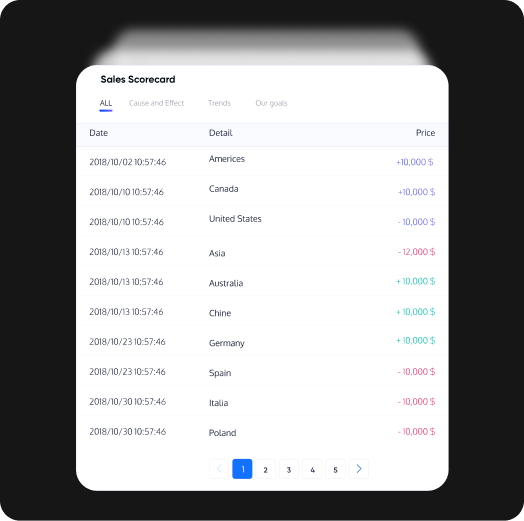 Sales Scorecard
ALL Cause and Effect Trends Our goals
Date Detail Price
2018/10/02 10:57:46 Americes +10,000 $
2018/10/10 10:57:46 Canada +10,000 $
2018/10/10 10:57:46 United States - 10,000 $
2018/10/13 10:57:46 Asia - 12,000 $
2018/10/13 10:57:46 Australia + 10,000 $
2018/10/13 10:57:46 Chine + 10,000 $
2018/10/23 10:57:46 Germany + 10,000 $
2018/10/23 10:57:46 Spain - 10,000 $
2018/10/30 10:57:46 Italia - 10,000 $
2018/10/30 10:57:46 Poland - 10,000 $
1 2 3 4 5